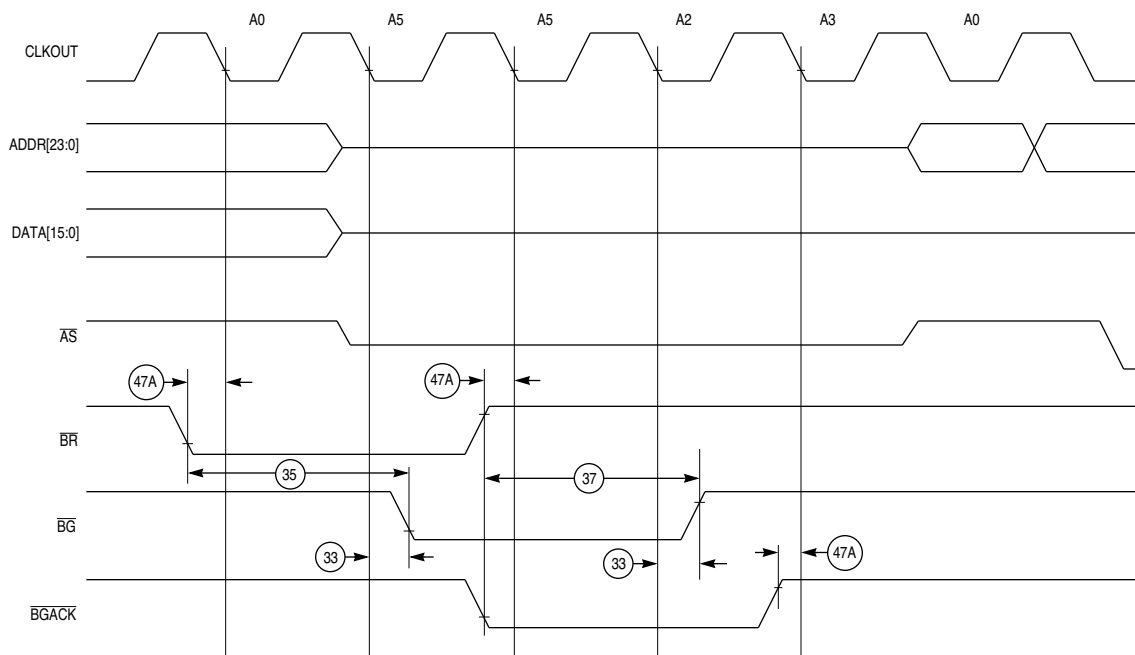 A0 A5 A5 A2 A3 A0
CLKOUT
ADDR[23:0]
DATA[15:0]
AS
47A 47A
BR
35 37
BG
33 33 47A
BGACK